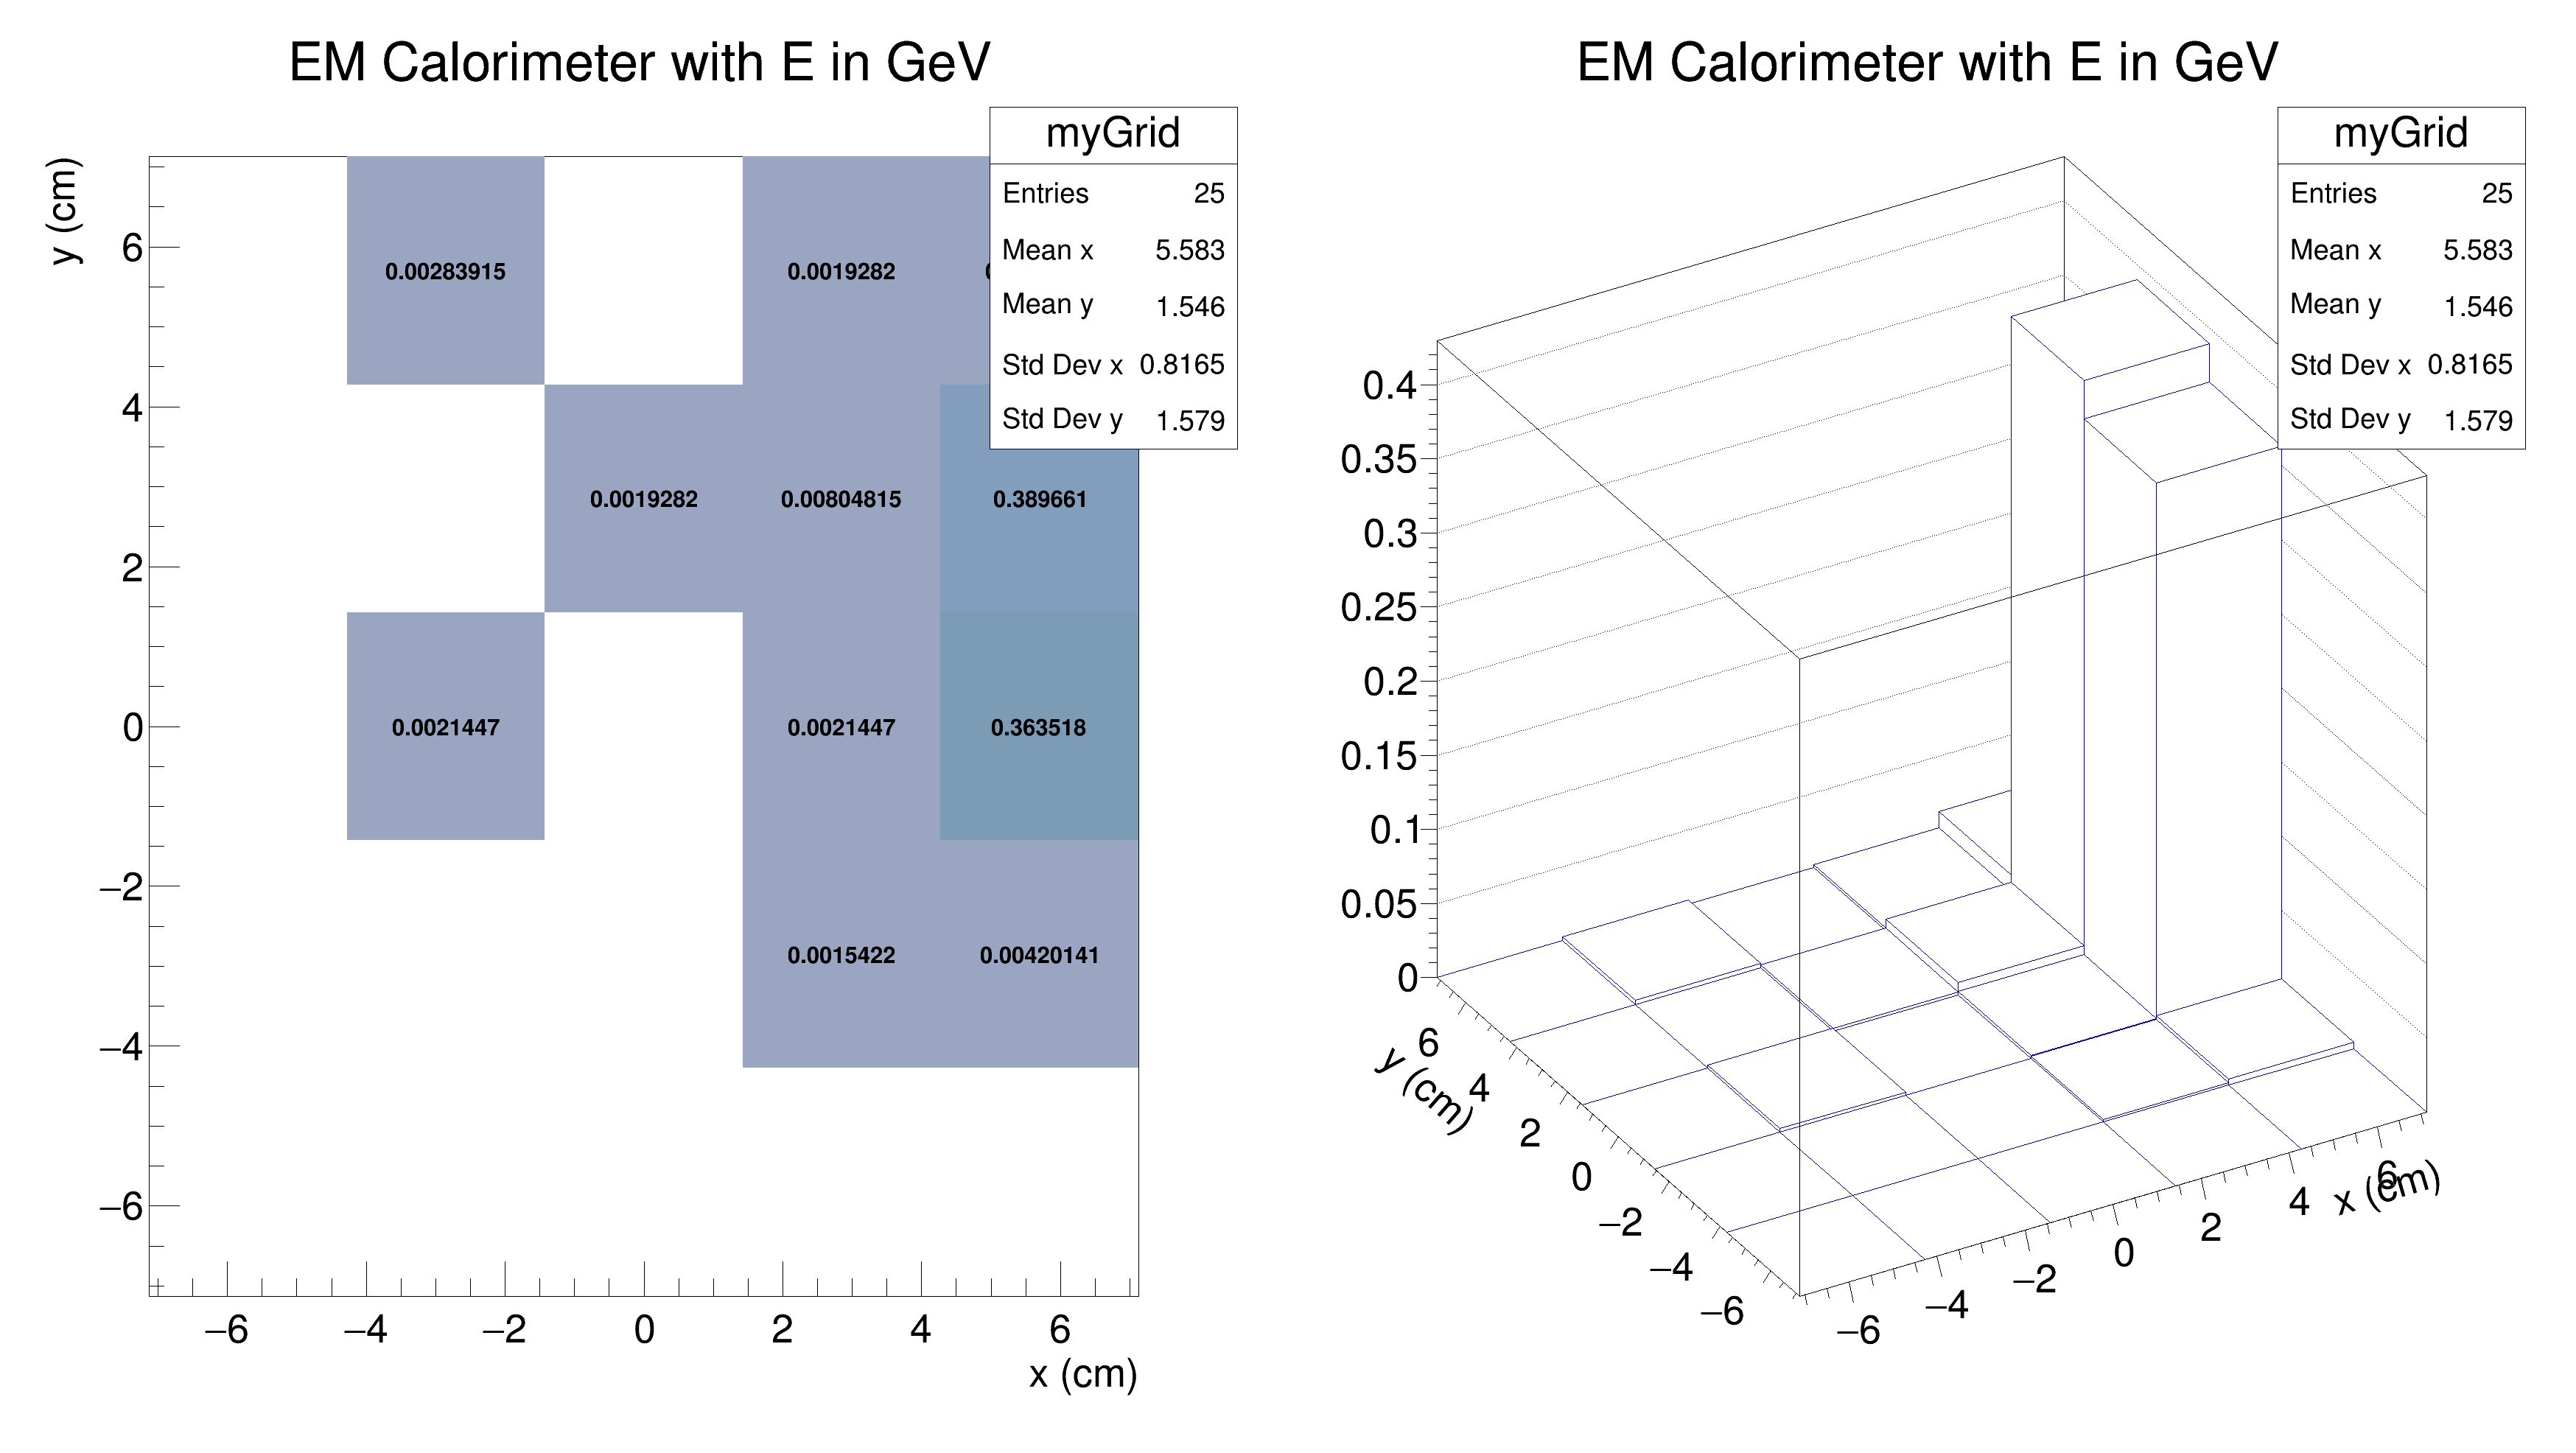 EM Calorimeter with E in GeV
myGrid
Entries 25
Mean x 5.583
Mean y 1.546
Std Dev x 0.8165
Std Dev y 1.579
y (cm)
6
4
2
0
−2
−4
−6
0.00283915 0.0019282
0.0019282 0.00804815 0.389661
0.0021447 0.0021447 0.363518
0.0015422 0.00420141
−6 −4 −2 0 2 4 6
x (cm)
EM Calorimeter with E in GeV
myGrid
Entries 25
Mean x 5.583
Mean y 1.546
Std Dev x 0.8165
Std Dev y 1.579
0.4
0.35
0.3
0.25
0.2
0.15
0.1
0.05
0
6
4
2
0
−2
−4
−6
y (cm)
−6 −4 −2 0 2 4 6
x (cm)